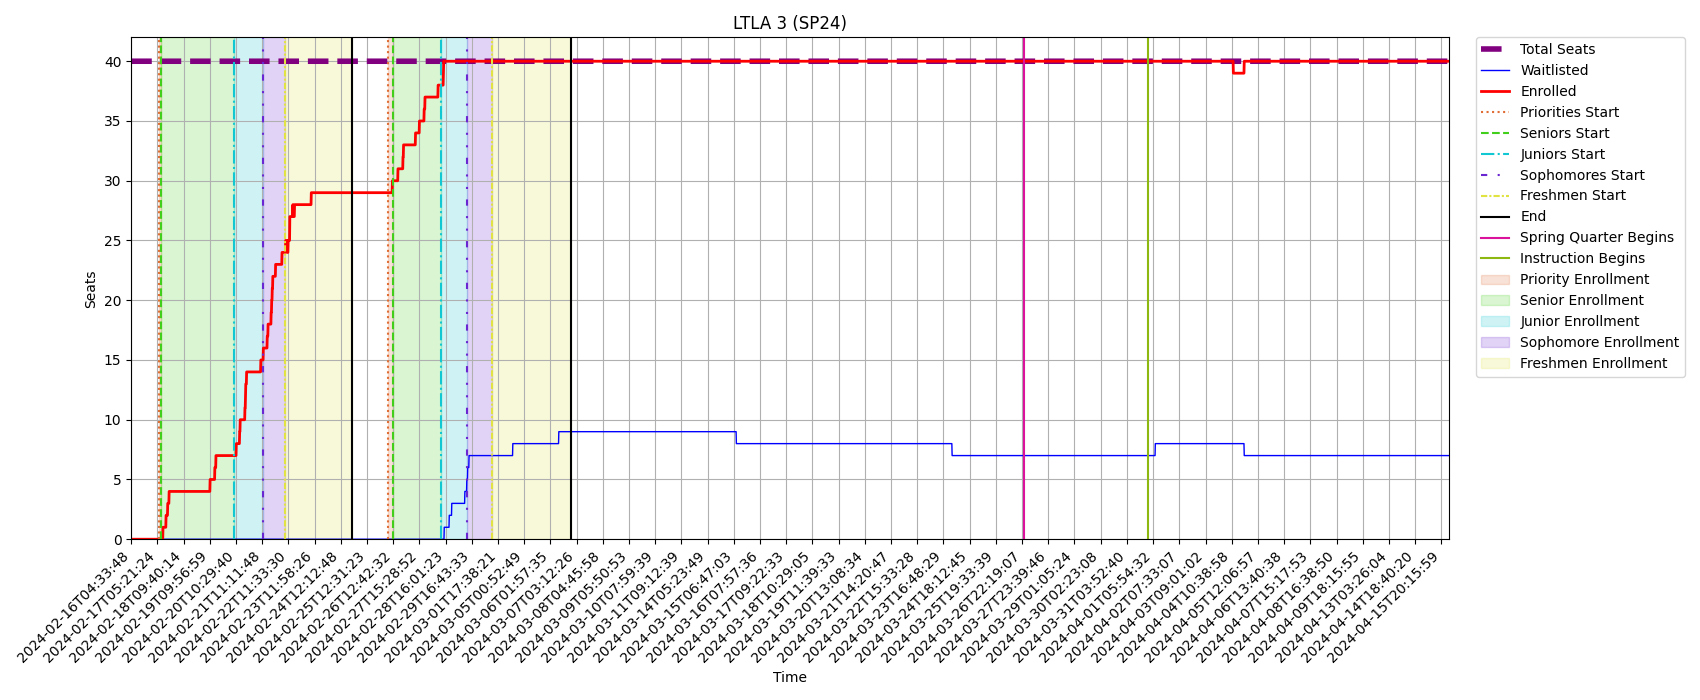 LTLA 3 (SP24)
Seats
40
35
30
25
20
15
10
5
0
2024-02-16T04:33:48
2024-02-17T05:21:24
2024-02-18T09:40:14
2024-02-19T09:56:59
2024-02-20T10:29:40
2024-02-21T11:11:48
2024-02-22T11:33:30
2024-02-23T11:58:26
2024-02-24T12:12:48
2024-02-25T12:31:23
2024-02-26T12:42:32
2024-02-27T15:28:52
2024-02-28T16:01:23
2024-02-29T16:43:33
2024-03-01T17:38:21
2024-03-05T00:52:49
2024-03-06T01:57:35
2024-03-07T03:12:26
2024-03-08T04:45:58
2024-03-09T05:50:53
2024-03-10T07:59:39
2024-03-11T09:12:39
2024-03-14T05:23:49
2024-03-15T06:47:03
2024-03-16T07:57:36
2024-03-17T09:22:33
2024-03-18T10:29:05
2024-03-19T11:39:33
2024-03-20T13:08:34
2024-03-21T14:20:47
2024-03-22T15:33:28
2024-03-23T16:48:29
2024-03-24T18:12:45
2024-03-25T19:33:39
2024-03-26T22:19:07
2024-03-27T23:39:46
2024-03-29T01:05:24
2024-03-30T02:23:08
2024-03-31T03:52:40
2024-04-01T05:54:32
2024-04-02T07:33:07
2024-04-03T09:01:02
2024-04-04T10:38:58
2024-04-05T12:06:57
2024-04-06T13:40:38
2024-04-07T15:17:53
2024-04-08T16:38:50
2024-04-09T18:15:55
2024-04-13T13:26:04
2024-04-14T18:40:20
2024-04-15T20:15:59
Time
Total Seats
Waitlisted
Enrolled
Priorities Start
Seniors Start
Juniors Start
Sophomores Start
Freshmen Start
End
Spring Quarter Begins
Instruction Begins
Priority Enrollment
Senior Enrollment
Junior Enrollment
Sophomore Enrollment
Freshmen Enrollment